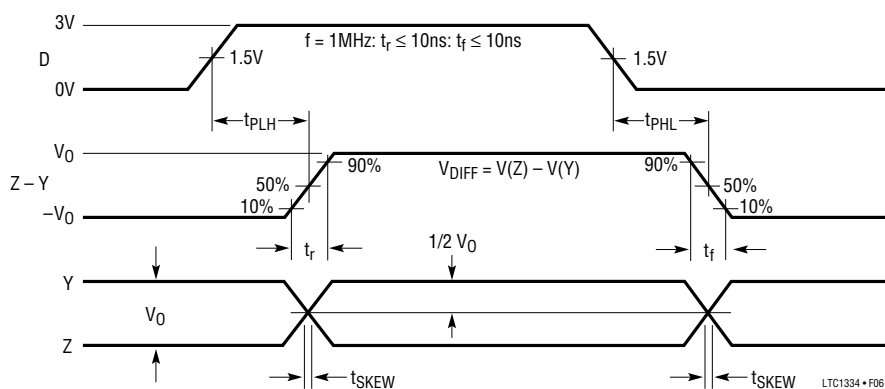 3V
f = 1MHz: tr ≤ 10ns: tf ≤ 10ns
D
1.5V
1.5V
0V
tPLH
tPHL
VO
90%
VDIFF = V(Z) – V(Y)
90%
Z – Y
50%
50%
–VO
10%
10%
tr
1/2 VO
tf
Y
VO
Z
tSKEW
tSKEW
LTC1334 • F06